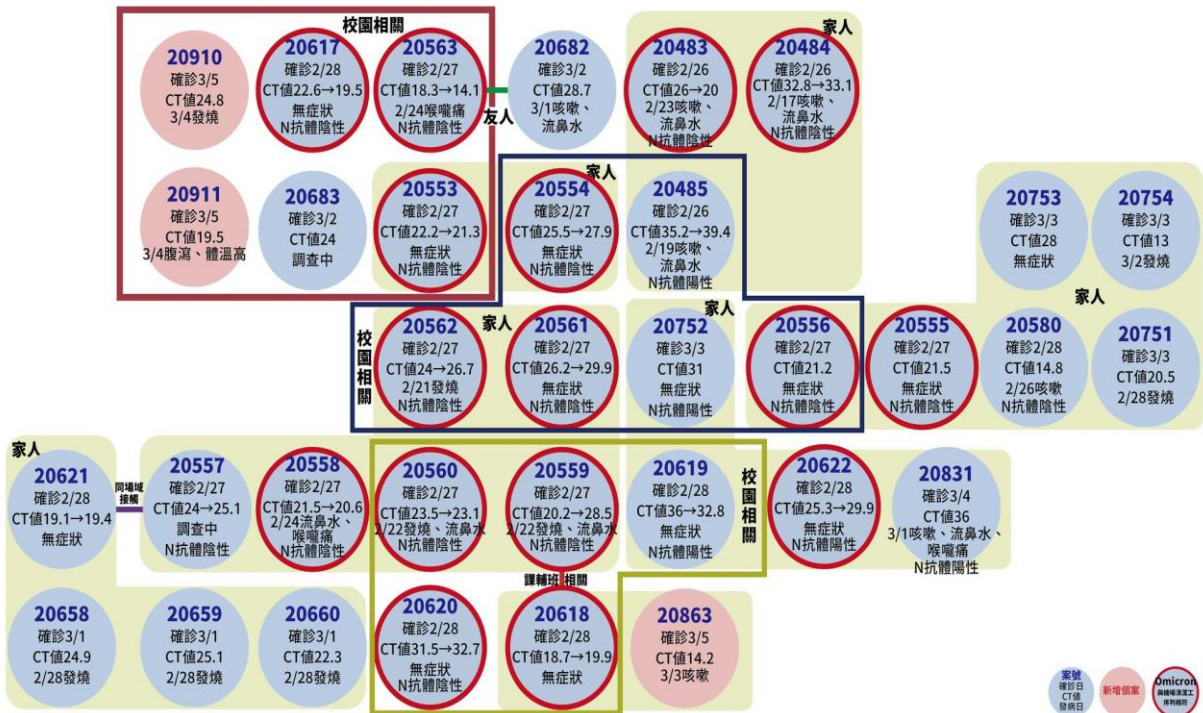 校園相關
家人
20910
確診3/5
CT值24.8
3/4發燒
20617
確診2/28
CT值22.6→19.5
無症狀
N抗體陰性
20563
確診2/27
CT值18.3→14.1
2/24喉嚨痛
N抗體陰性
友人
20682
確診3/2
CT值28.7
3/1咳嗽、
流鼻水
20483
確診2/26
CT值26→20
2/23咳嗽、
流鼻水
N抗體陰性
20484
確診2/26
CT值32.8→33.1
2/17咳嗽、
流鼻水
N抗體陰性
20911
確診3/5
CT值19.5
3/4腹瀉、體溫高
20683
確診3/2
CT值24
調查中
20553
確診2/27
CT值22.2→21.3
無症狀
N抗體陰性
家人
20554
確診2/27
CT值25.5→27.9
無症狀
N抗體陰性
20485
確診2/26
CT值35.2→39.4
2/19咳嗽、
流鼻水
N抗體陽性
20753
確診3/3
CT值28
無症狀
20754
確診3/3
CT值13
3/2發燒
校園相關
20562
確診2/27
CT值24→26.7
2/21發燒
N抗體陰性
家人
20561
確診2/27
CT值26.2→29.9
無症狀
N抗體陰性
家人
20752
確診3/3
CT值31
無症狀
N抗體陽性
20556
確診2/27
CT值21.2
無症狀
N抗體陰性
20555
確診2/27
CT值21.5
無症狀
N抗體陰性
家人
20580
確診2/28
CT值14.8
2/26咳嗽
N抗體陰性
20751
確診3/3
CT值20.5
2/28發燒
家人
20621
確診2/28
CT值19.1→19.4
無症狀
同場域
接觸
20557
確診2/27
CT值24→25.1
調查中
N抗體陰性
20558
確診2/27
CT值21.5→20.6
2/24流鼻水、
喉嚨痛
N抗體陰性
20560
確診2/27
CT值23.5→23.1
2/22發燒、流鼻水
N抗體陰性
20559
確診2/27
CT值20.2→28.5
2/22發燒、流鼻水
N抗體陰性
20619
確診2/28
CT值36→32.8
無症狀
N抗體陽性
校園相關
20622
確診2/28
CT值25.3→29.9
無症狀
N抗體陽性
20831
確診3/4
CT值36
3/1咳嗽、流鼻水、
喉嚨痛
N抗體陽性
課輔班 相關
20658
確診3/1
CT值24.9
2/28發燒
20659
確診3/1
CT值25.1
2/28發燒
20660
確診3/1
CT值22.3
2/28發燒
20620
確診2/28
CT值31.5→32.7
無症狀
N抗體陰性
20618
確診2/28
CT值18.7→19.9
無症狀
20863
確診3/5
CT值14.2
3/3咳嗽
案號
確診日
CT值
發病日
新增個案
Omicron
與機場清潔工
序列相符